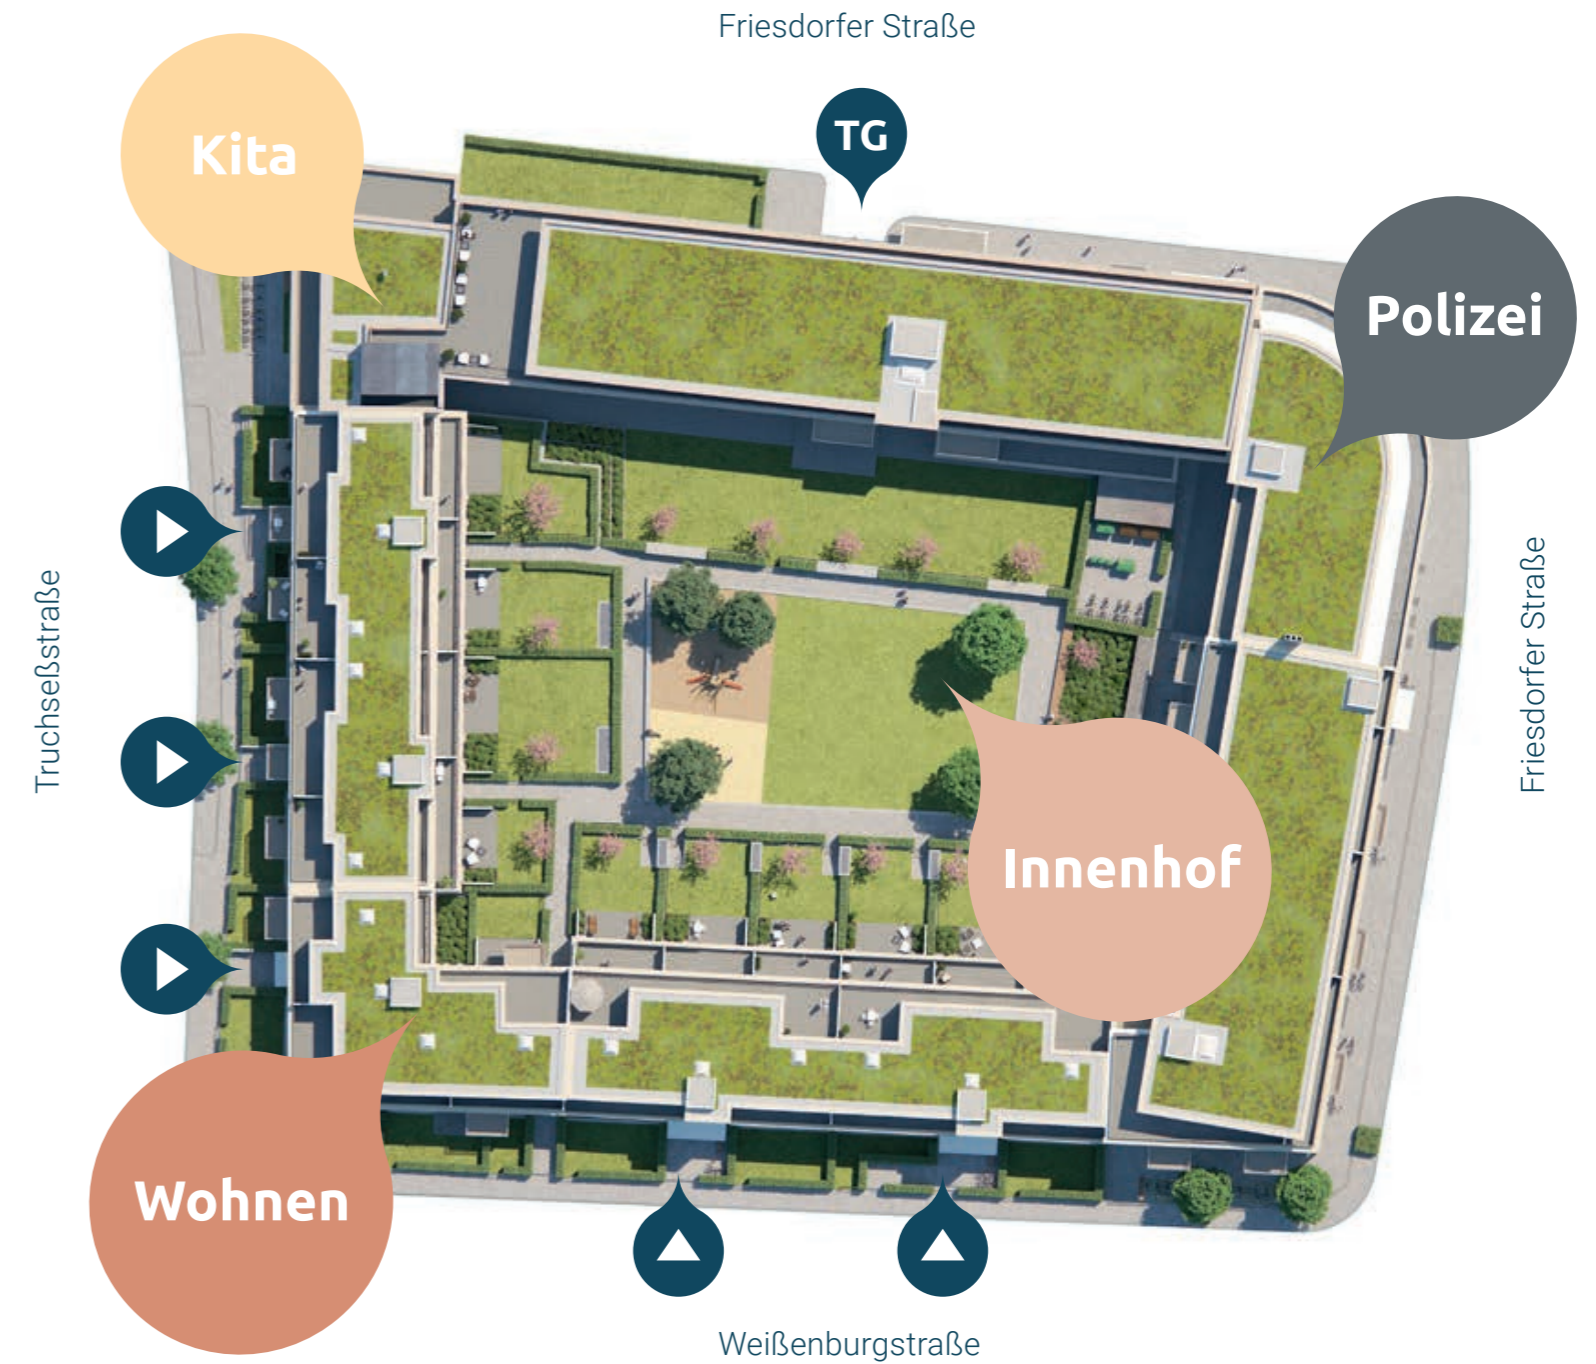 Friesdorfer Straße
Kita
TG
Polizei
Truchseßstraße
Friesdorfer Straße
Innenhof
Wohnen
Weißenburgstraße